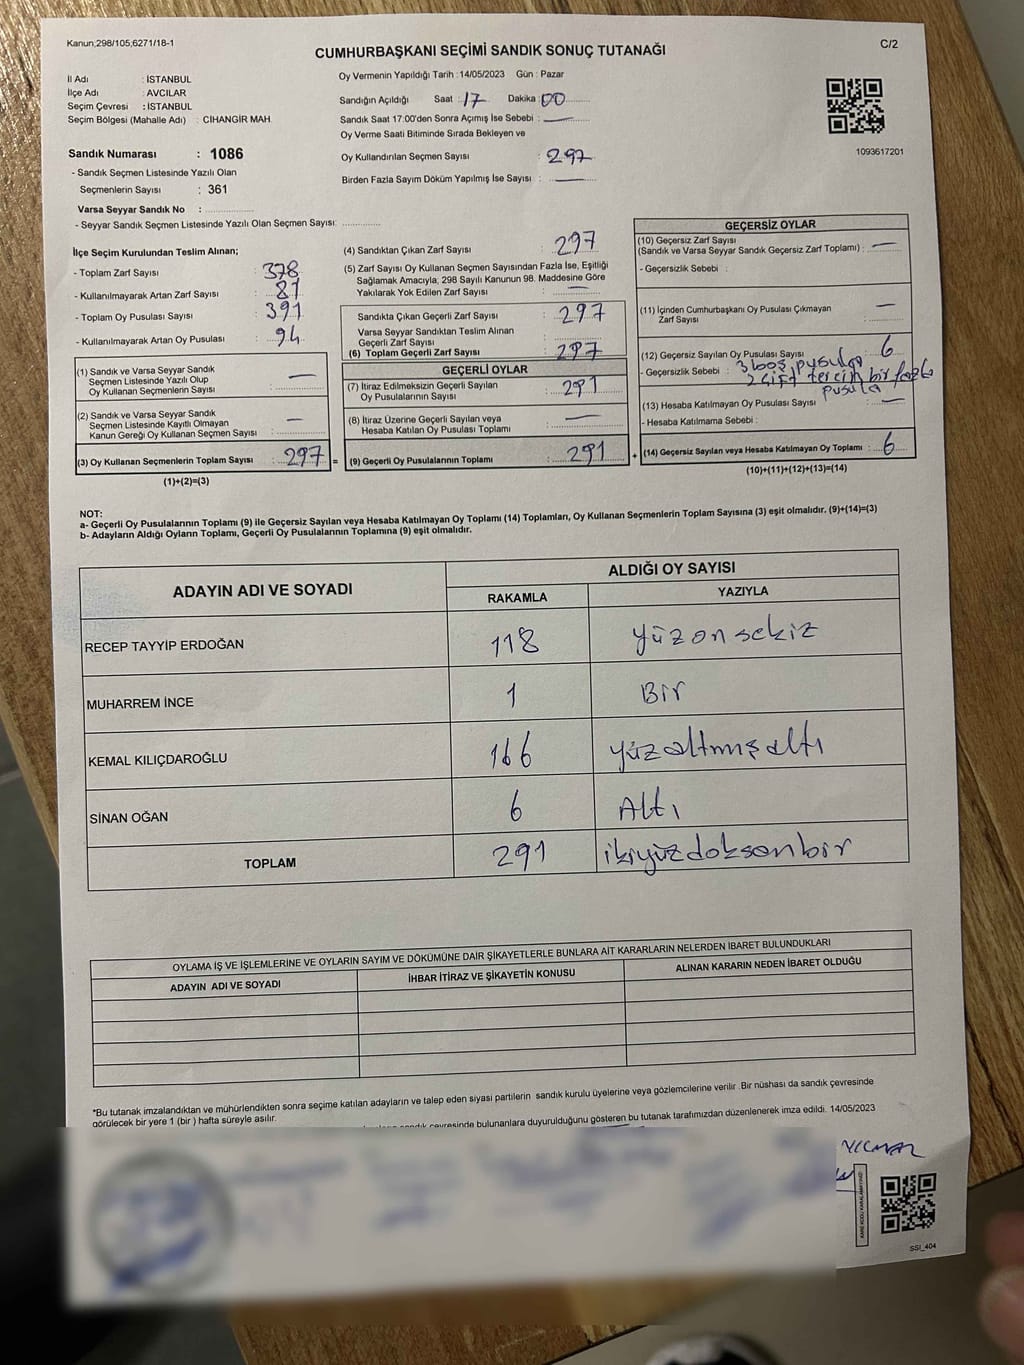 Kanun;298/105,6271/18-1
C/2
CUMHURBAŞKANI SEÇİMİ SANDIK SONUÇ TUTANAĞI
İl Adı : İSTANBUL
İlçe Adı : AVCILAR
Seçim Çevresi : İSTANBUL
Seçim Bölgesi (Mahalle Adı) : CİHANGİR MAH.
Sandık Numarası : 1086
- Sandık Seçmen Listesinde Yazılı Olan
Seçmenlerin Sayısı : 361
Varsa Seyyar Sandık No :
- Seyyar Sandık Seçmen Listesinde Yazılı Olan Seçmen Sayısı:
Oy Vermenin Yapıldığı Tarih : 14/05/2023 Gün : Pazar
Sandığın Açıldığı Saat : 17 Dakika : 00
Sandık Saat 17:00'den Sonra Açımış İse Sebebi : —
Oy Verme Saati Bitiminde Sırada Bekleyen ve
Oy Kullandırılan Seçmen Sayısı : 297
Birden Fazla Sayım Döküm Yapılmış İse Sayısı : —
1093617201
İlçe Seçim Kurulundan Teslim Alınan;
- Toplam Zarf Sayısı : 378
- Kullanılmayarak Artan Zarf Sayısı : 81
- Toplam Oy Pusulası Sayısı : 391
- Kullanılmayarak Artan Oy Pusulası : 94
(1) Sandık ve Varsa Seyyar Sandık
Seçmen Listesinde Yazılı Olup
Oy Kullanan Seçmenlerin Sayısı : —
(2) Sandık ve Varsa Seyyar Sandık
Seçmen Listesinde Kayıtlı Olmayan
Kanun Gereği Oy Kullanan Seçmen Sayısı : —
(3) Oy Kullanan Seçmenlerin Toplam Sayısı : 297 =
(1)+(2)=(3)
(4) Sandıktan Çıkan Zarf Sayısı : 297
(5) Zarf Sayısı Oy Kullanan Seçmen Sayısından Fazla İse, Eşitliği
Sağlamak Amacıyla, 298 Sayılı Kanunun 98. Maddesine Göre
Yakılarak Yok Edilen Zarf Sayısı : —
Sandıkta Çıkan Geçerli Zarf Sayısı : 297
Varsa Seyyar Sandıktan Teslim Alınan
Geçerli Zarf Sayısı :
(6) Toplam Geçerli Zarf Sayısı : 297
GEÇERLİ OYLAR
(7) İtiraz Edilmeksizin Geçerli Sayılan
Oy Pusulalarının Sayısı : 291
(8) İtiraz Üzerine Geçerli Sayılan veya
Hesaba Katılan Oy Pusulası Toplamı : —
(9) Geçerli Oy Pusulalarının Toplamı : 291 +
GEÇERSİZ OYLAR
(10) Geçersiz Zarf Sayısı
(Sandık ve Varsa Seyyar Sandık Geçersiz Zarf Toplamı) : —
- Geçersizlik Sebebi :
(11) İçinden Cumhurbaşkanı Oy Pusulası Çıkmayan
Zarf Sayısı : —
(12) Geçersiz Sayılan Oy Pusulası Sayısı : 6
- Geçersizlik Sebebi : 3 boş pusula
2 çift tercih bir fazla
pusula
(13) Hesaba Katılmayan Oy Pusulası Sayısı : —
- Hesaba Katılmama Sebebi :
(14) Geçersiz Sayılan veya Hesaba Katılmayan Oy Toplamı : 6
(10)+(11)+(12)+(13)=(14)
NOT:
a- Geçerli Oy Pusulalarının Toplamı (9) ile Geçersiz Sayılan veya Hesaba Katılmayan Oy Toplamı (14) Toplamları, Oy Kullanan Seçmenlerin Toplam Sayısına (3) eşit olmalıdır. (9)+(14)=(3)
b- Adayların Aldığı Oyların Toplamı, Geçerli Oy Pusulalarının Toplamına (9) eşit olmalıdır.
ADAYIN ADI VE SOYADI
ALDIĞI OY SAYISI
RAKAMLA YAZIYLA
RECEP TAYYİP ERDOĞAN 118 yüzonsekiz
MUHARREM İNCE 1 Bir
KEMAL KILIÇDAROĞLU 166 yüzaltmışaltı
SİNAN OĞAN 6 Altı
TOPLAM 291 ikiyüzdoksanbir
OYLAMA İŞ VE İŞLEMLERİNE VE OYLARIN SAYIM VE DÖKÜMÜNE DAİR ŞİKAYETLERLE BUNLARA AİT KARARLARIN NELERDEN İBARET BULUNDUKLARI
ADAYIN ADI VE SOYADI İHBAR İTİRAZ VE ŞİKAYETİN KONUSU ALINAN KARARIN NEDEN İBARET OLDUĞU
*Bu tutanak imzalandıktan ve mühürlendikten sonra seçime katılan adayların ve talep eden siyasi partilerin sandık kurulu üyelerine veya gözlemcilerine verilir .Bir nüshası da sandık çevresinde
görülecek bir yere 1 (bir ) hafta süreyle asılır.
sandık çevresinde bulunanlara duyurulduğunu gösteren bu tutanak tarafımızdan düzenlenerek imza edildi. 14/05/2023
SSİ_404